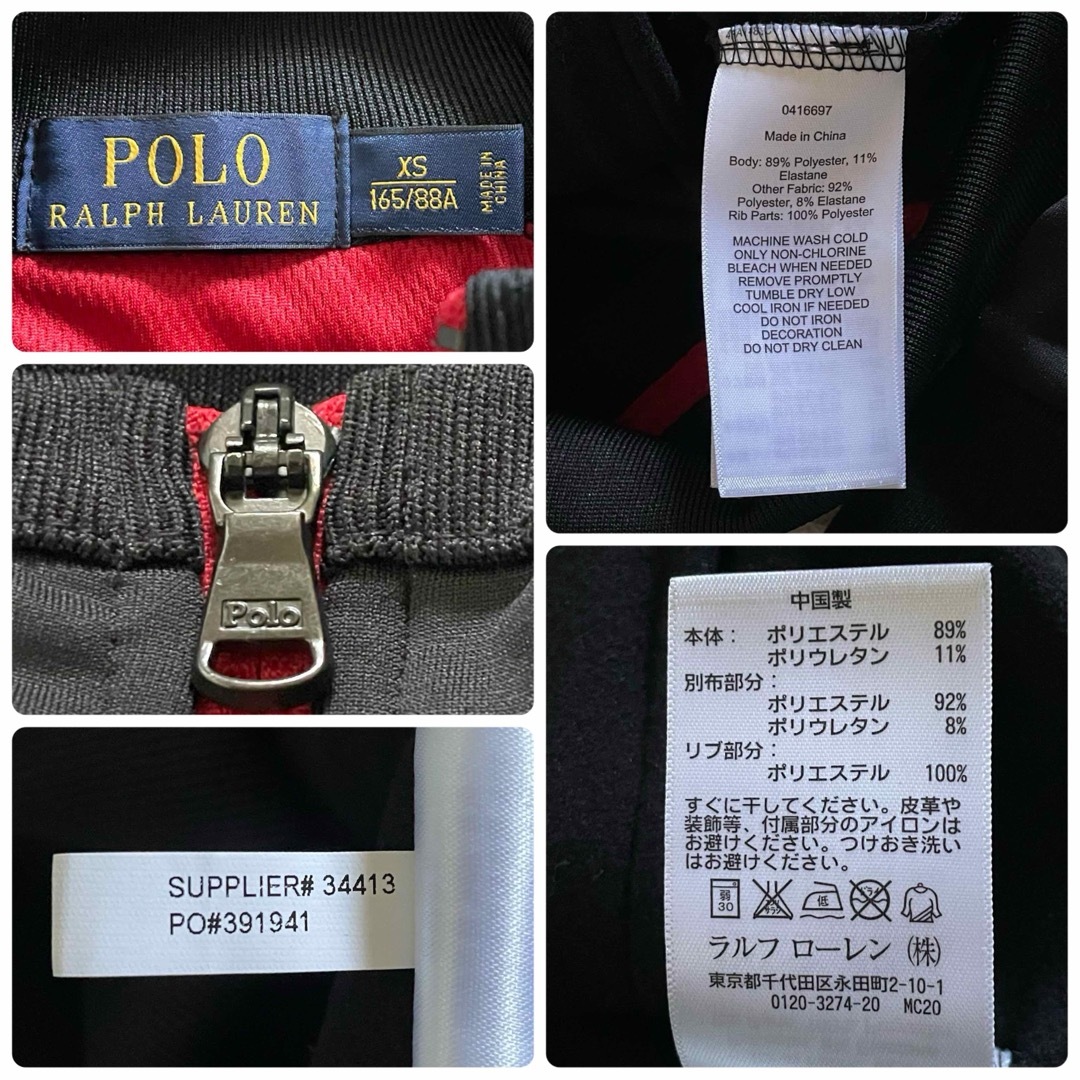 POLO
RALPH LAUREN
XS
165/88A
MADE IN
CHINA
Polo
SUPPLIER# 34413
PO#391941
0416697
Made in China
Body: 89% Polyester, 11%
Elastane
Other Fabric: 92%
Polyester, 8% Elastane
Rib Parts: 100% Polyester
MACHINE WASH COLD
ONLY NON-CHLORINE
BLEACH WHEN NEEDED
REMOVE PROMPTLY
TUMBLE DRY LOW
COOL IRON IF NEEDED
DO NOT IRON
DECORATION
DO NOT DRY CLEAN
中国製
本体： ポリエステル 89%
ポリウレタン 11%
別布部分：
ポリエステル 92%
ポリウレタン 8%
リブ部分：
ポリエステル 100%
すぐに干してください。皮革や
装飾等、付属部分のアイロンは
お避けください。つけおき洗い
はお避けください。
弱 30 低 ドライ
ラルフ ローレン（株）
東京都千代田区永田町2-10-1
0120-3274-20 MC20